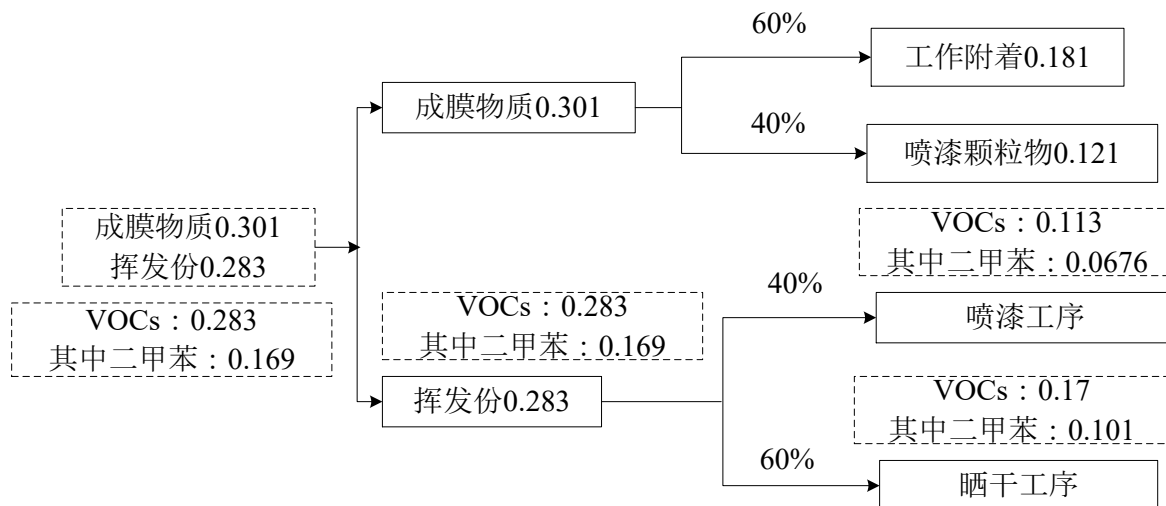 60%
工作附着0.181
成膜物质0.301
40%
喷漆颗粒物0.121
成膜物质0.301
挥发份0.283
VOCs：0.283
其中二甲苯：0.169
VOCs：0.283
其中二甲苯：0.169
挥发份0.283
VOCs：0.113
其中二甲苯：0.0676
40%
喷漆工序
VOCs：0.17
其中二甲苯：0.101
60%
晒干工序